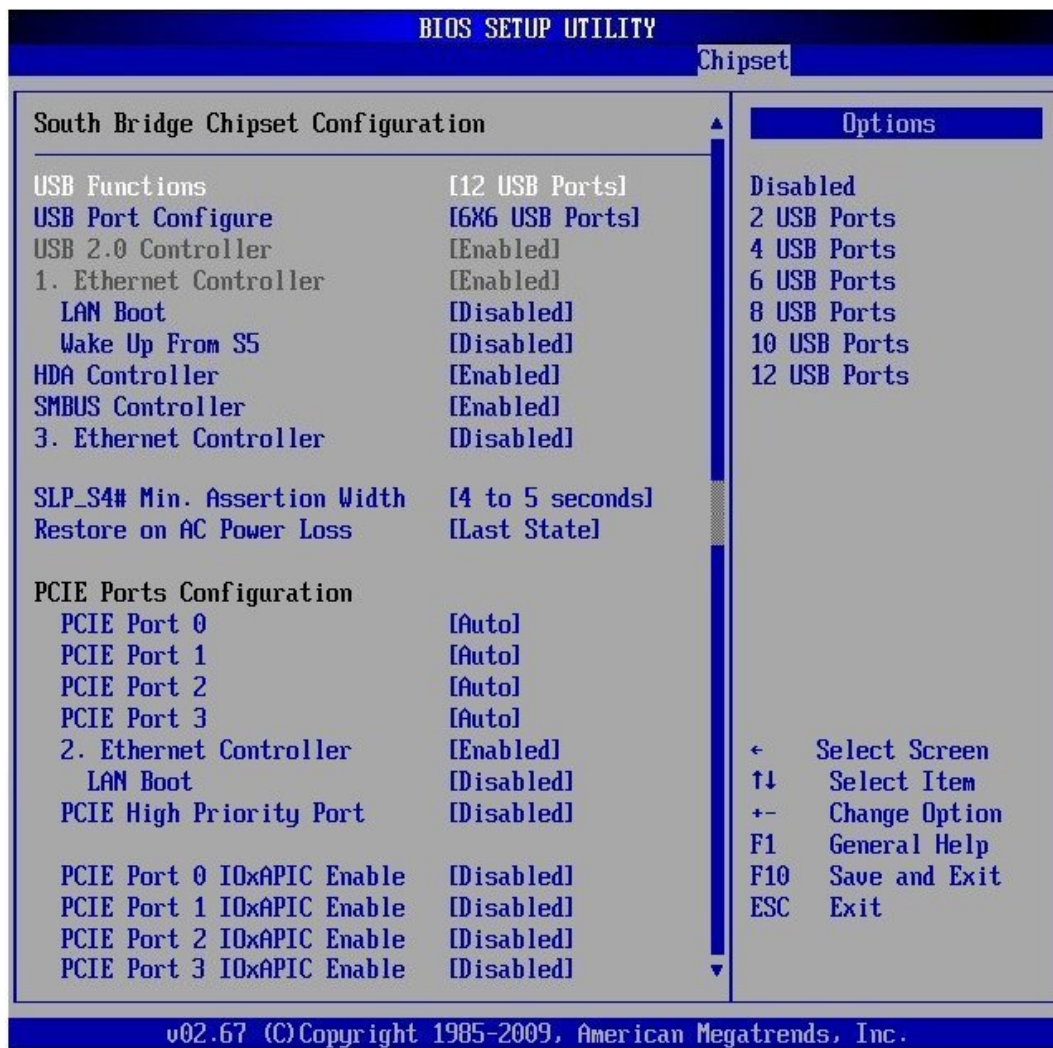 BIOS SETUP UTILITY
Chipset
South Bridge Chipset Configuration
USB Functions [12 USB Ports]
USB Port Configure [6X6 USB Ports]
USB 2.0 Controller [Enabled]
1. Ethernet Controller [Enabled]
LAN Boot [Disabled]
Wake Up From S5 [Disabled]
HDA Controller [Enabled]
SMBUS Controller [Enabled]
3. Ethernet Controller [Disabled]
SLP_S4# Min. Assertion Width [4 to 5 seconds]
Restore on AC Power Loss [Last State]
PCIE Ports Configuration
PCIE Port 0 [Auto]
PCIE Port 1 [Auto]
PCIE Port 2 [Auto]
PCIE Port 3 [Auto]
2. Ethernet Controller [Enabled]
LAN Boot [Disabled]
PCIE High Priority Port [Disabled]
PCIE Port 0 IOxAPIC Enable [Disabled]
PCIE Port 1 IOxAPIC Enable [Disabled]
PCIE Port 2 IOxAPIC Enable [Disabled]
PCIE Port 3 IOxAPIC Enable [Disabled]
Options
Disabled
2 USB Ports
4 USB Ports
6 USB Ports
8 USB Ports
10 USB Ports
12 USB Ports
← Select Screen
↑↓ Select Item
+- Change Option
F1 General Help
F10 Save and Exit
ESC Exit
v02.67 (C)Copyright 1985-2009, American Megatrends, Inc.